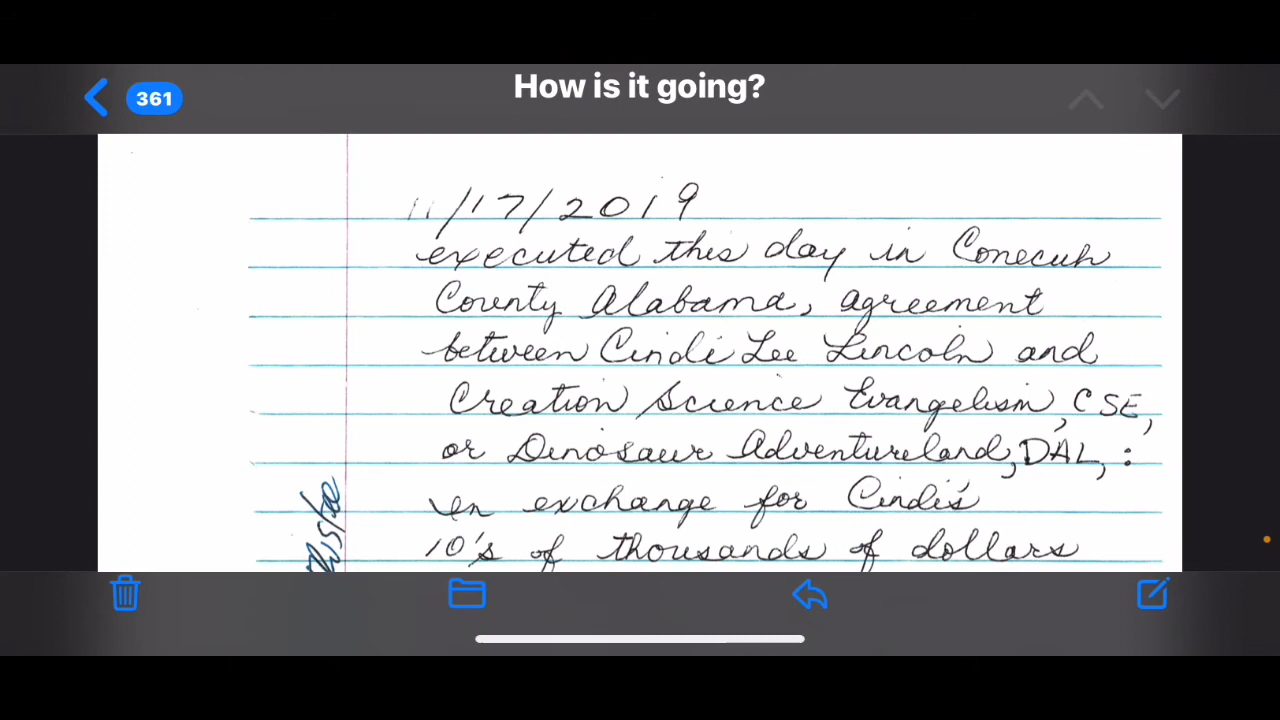 How is it going?
361
11/17/2019
executed this day in Conecuh
County Alabama, agreement
between Cindi Lee Lincoln and
Creation Science Evangelism, CSE,
or Dinosaur Adventureland, DAL, :
in exchange for Cindi's
10's of thousands of dollars